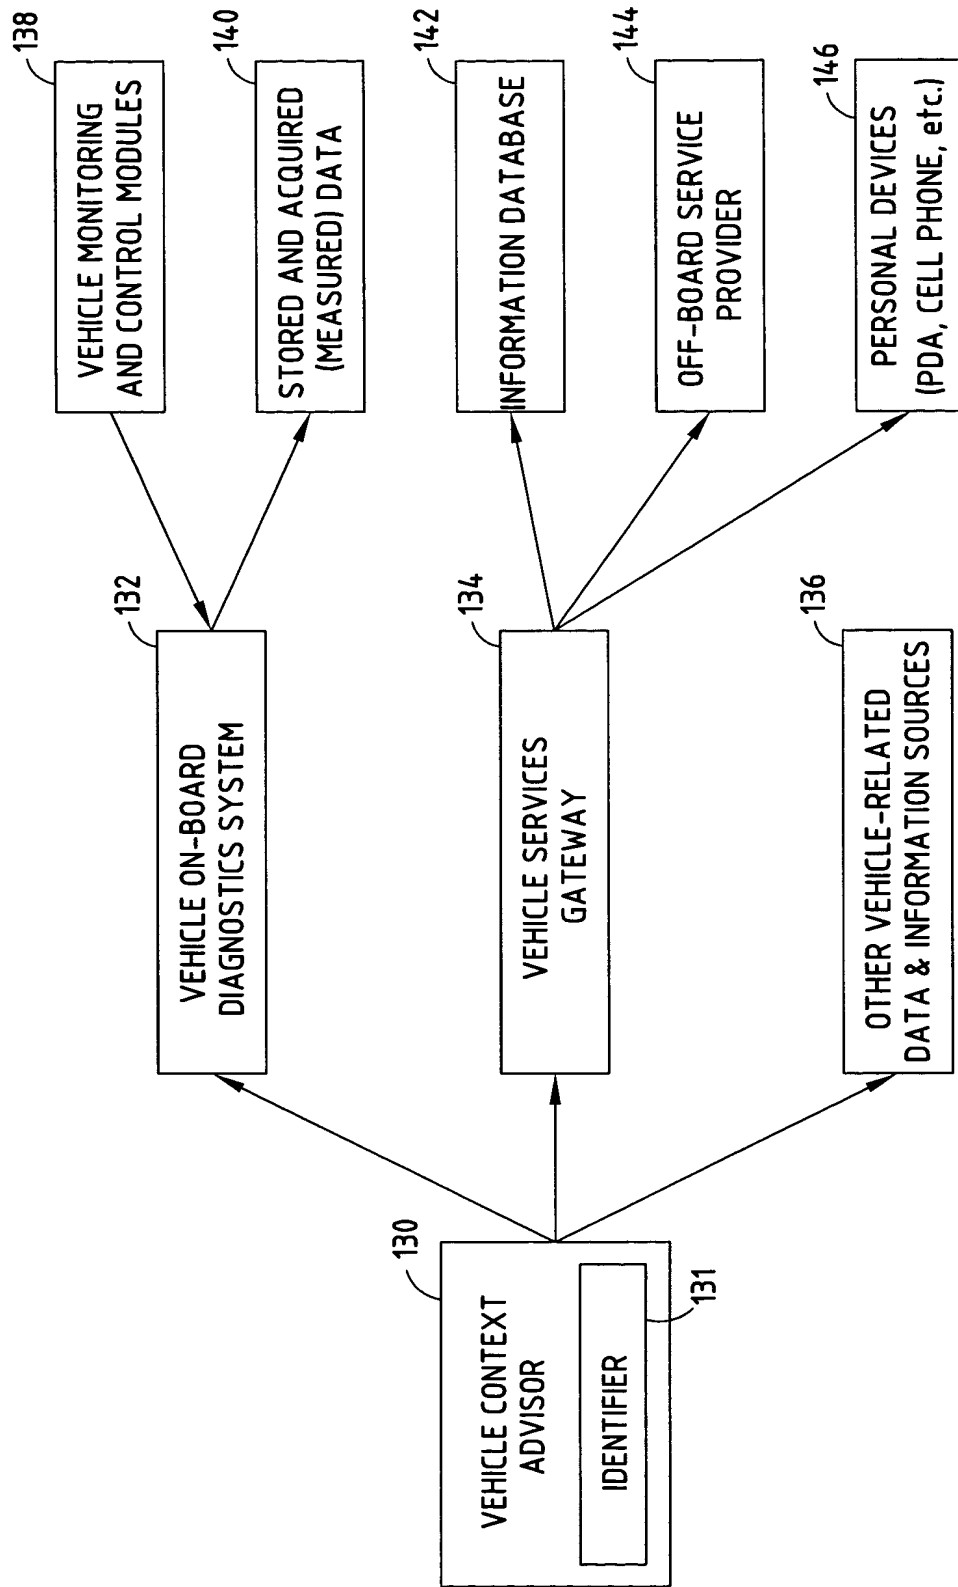 130
VEHICLE CONTEXT
ADVISOR
IDENTIFIER
131
132
VEHICLE ON-BOARD
DIAGNOSTICS SYSTEM
134
VEHICLE SERVICES
GATEWAY
136
OTHER VEHICLE-RELATED
DATA & INFORMATION SOURCES
138
VEHICLE MONITORING
AND CONTROL MODULES
140
STORED AND ACQUIRED
(MEASURED) DATA
142
INFORMATION DATABASE
144
OFF-BOARD SERVICE
PROVIDER
146
PERSONAL DEVICES
(PDA, CELL PHONE, etc.)